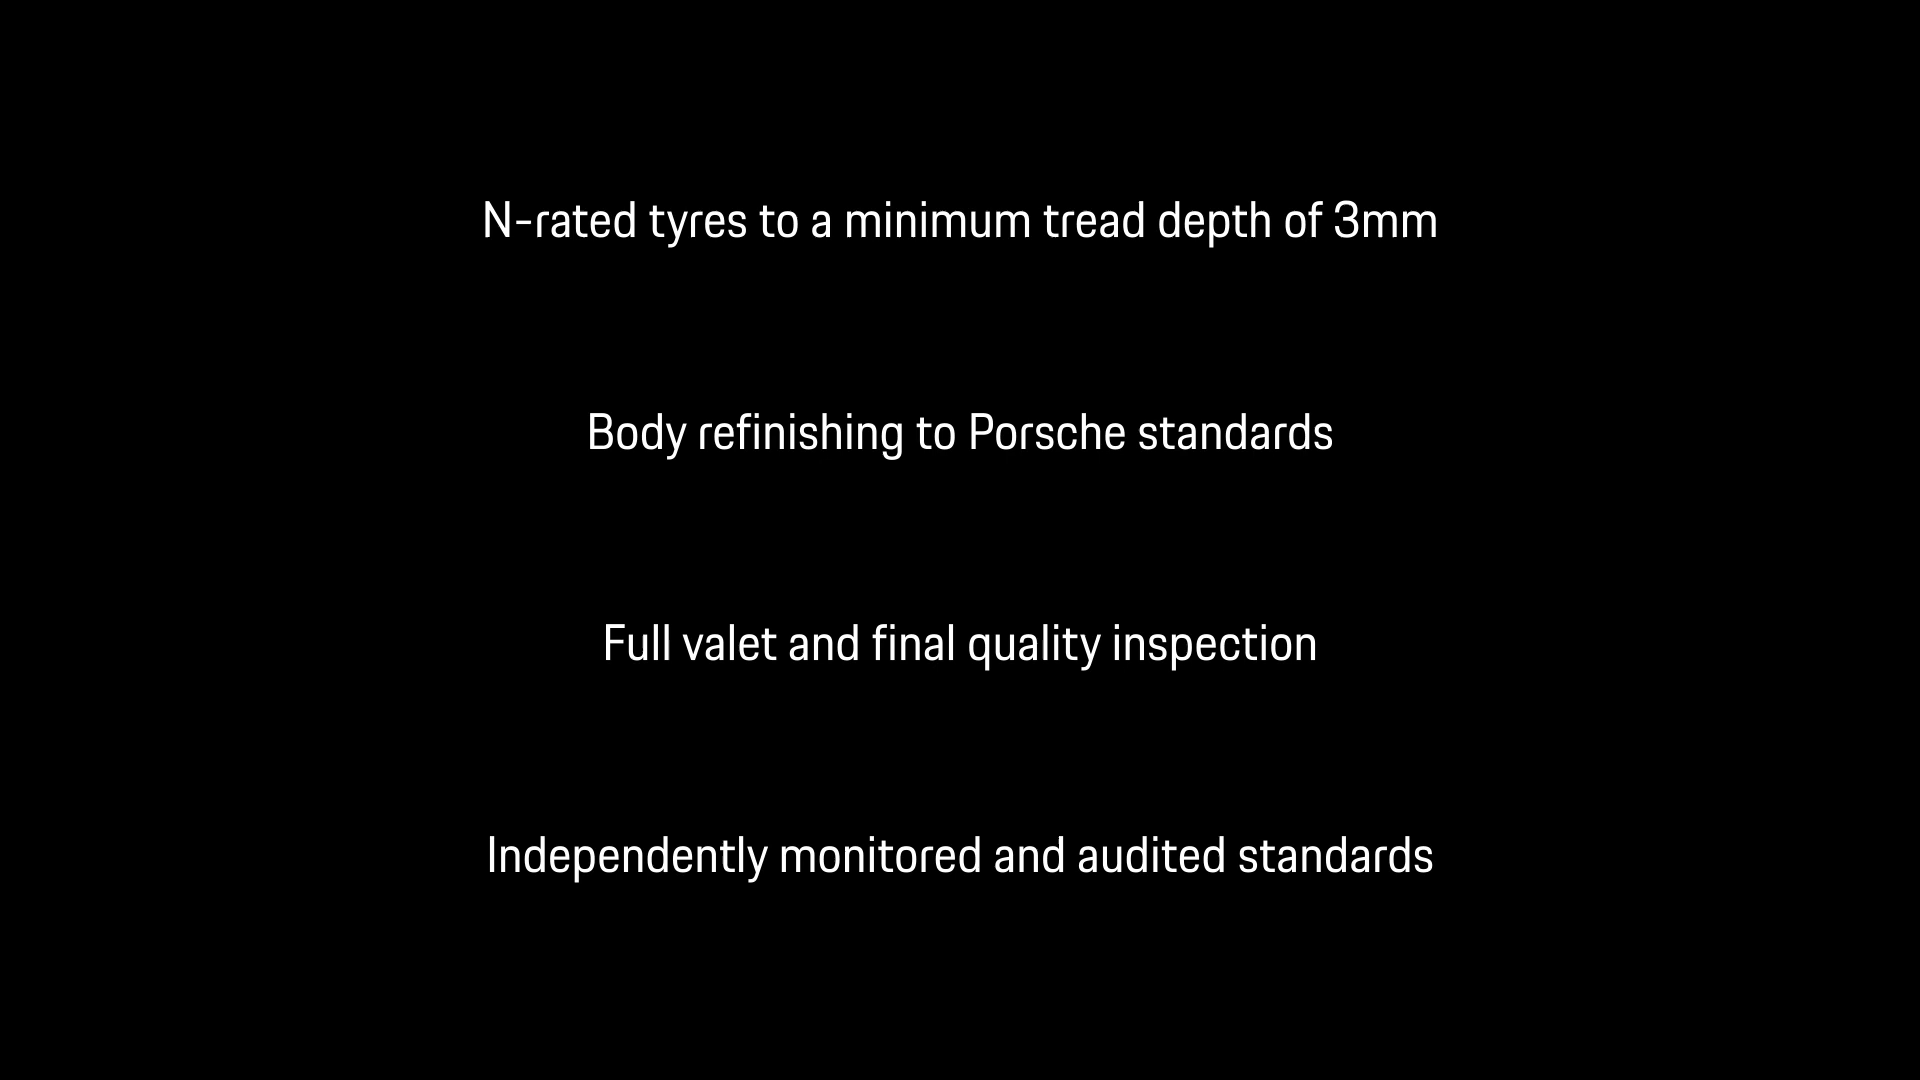 N-rated tyres to a minimum tread depth of 3mm
Body refinishing to Porsche standards
Full valet and final quality inspection
Independently monitored and audited standards